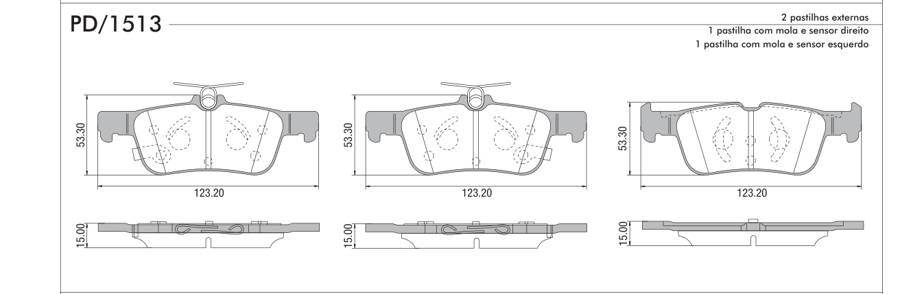 PD/1513
2 pastilhas externas
1 pastilha com mola e sensor direito
1 pastilha com mola e sensor esquerdo
53.30
123.20
15.00
53.30
123.20
15.00
53.30
123.20
15.00